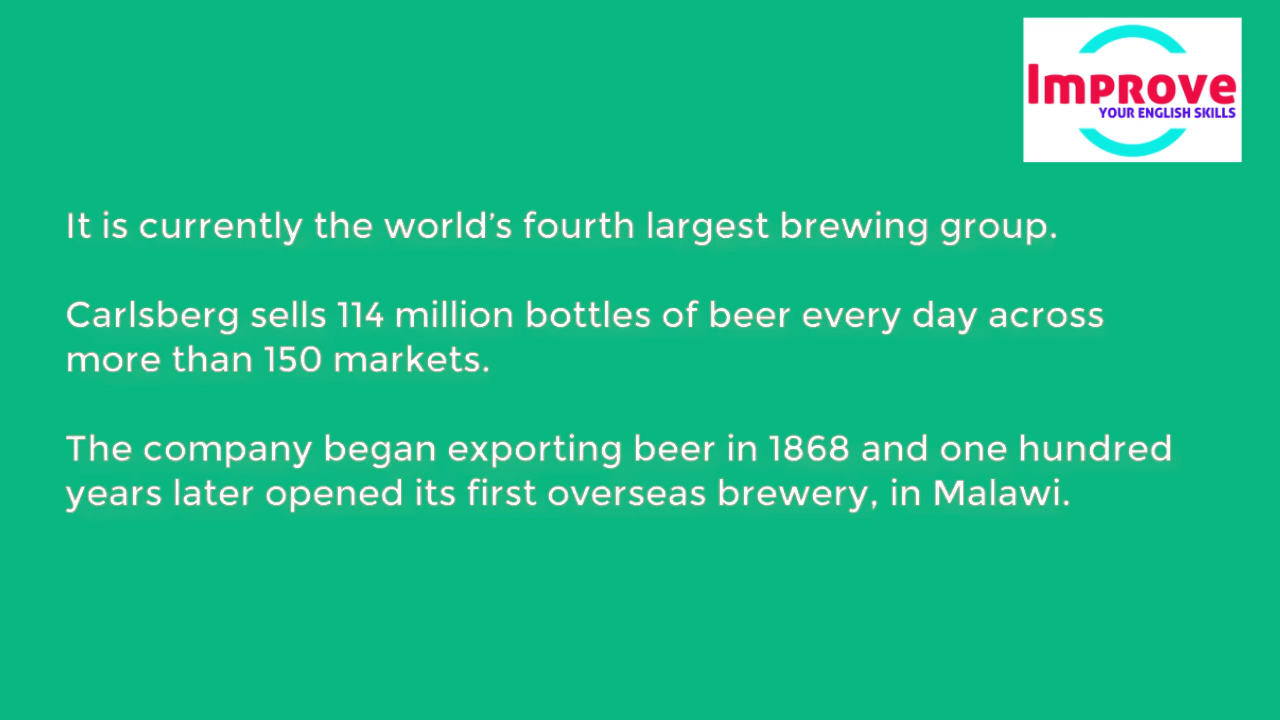 Improve
YOUR ENGLISH SKILLS
It is currently the world’s fourth largest brewing group.
Carlsberg sells 114 million bottles of beer every day across
more than 150 markets.
The company began exporting beer in 1868 and one hundred
years later opened its first overseas brewery, in Malawi.